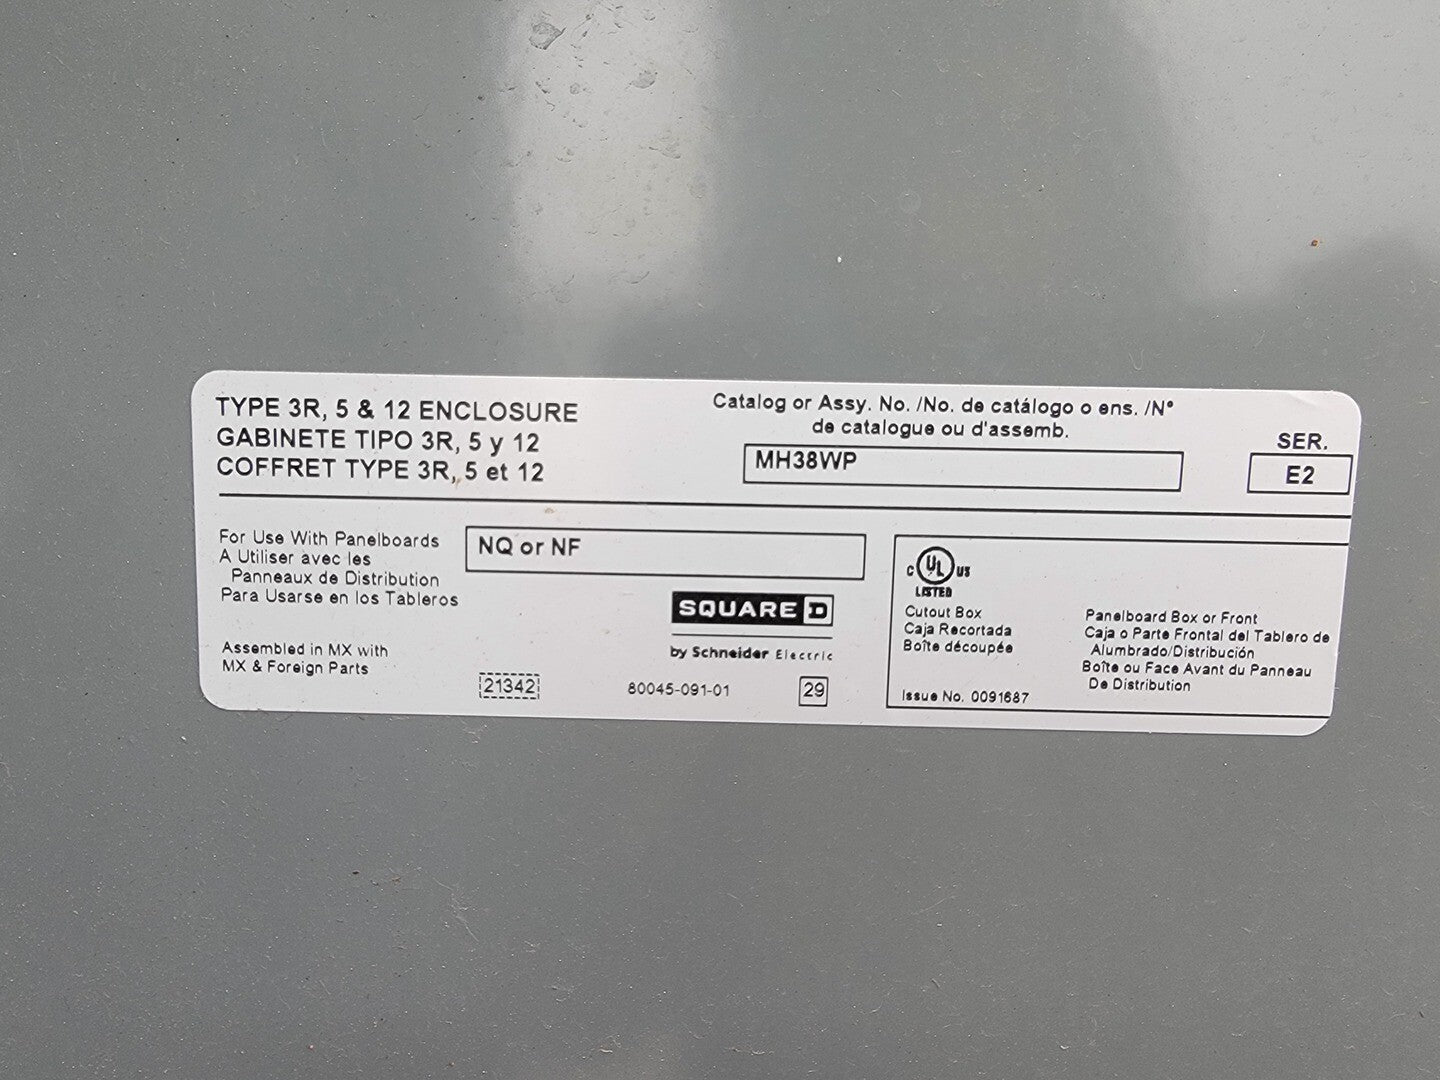 TYPE 3R, 5 & 12 ENCLOSURE
GABINETE TIPO 3R, 5 y 12
COFFRET TYPE 3R, 5 et 12
Catalog or Assy. No. /No. de catálogo o ens. /N°
de catalogue ou d'assemb.
MH38WP
SER.
E2
For Use With Panelboards
A Utiliser avec les
Panneaux de Distribution
Para Usarse en los Tableros
NQ or NF
SQUARE D
by Schneider Electric
Assembled in MX with
MX & Foreign Parts
21342
80045-091-01
29
C UL US
LISTED
Cutout Box
Caja Recortada
Boîte découpée
Issue No. 0091687
Panelboard Box or Front
Caja o Parte Frontal del Tablero de
Alumbrado/Distribución
Boîte ou Face Avant du Panneau
De Distribution